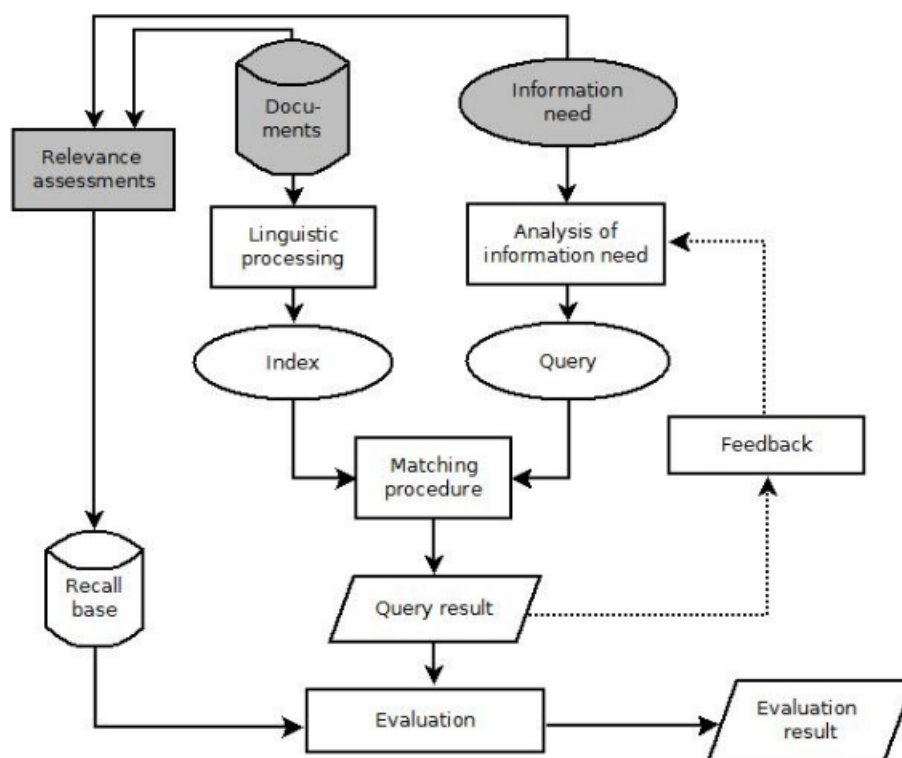 Docu-
ments
Information
need
Relevance
assessments
Linguistic
processing
Analysis of
information need
Index
Query
Feedback
Matching
procedure
Recall
base
Query result
Evaluation
Evaluation
result